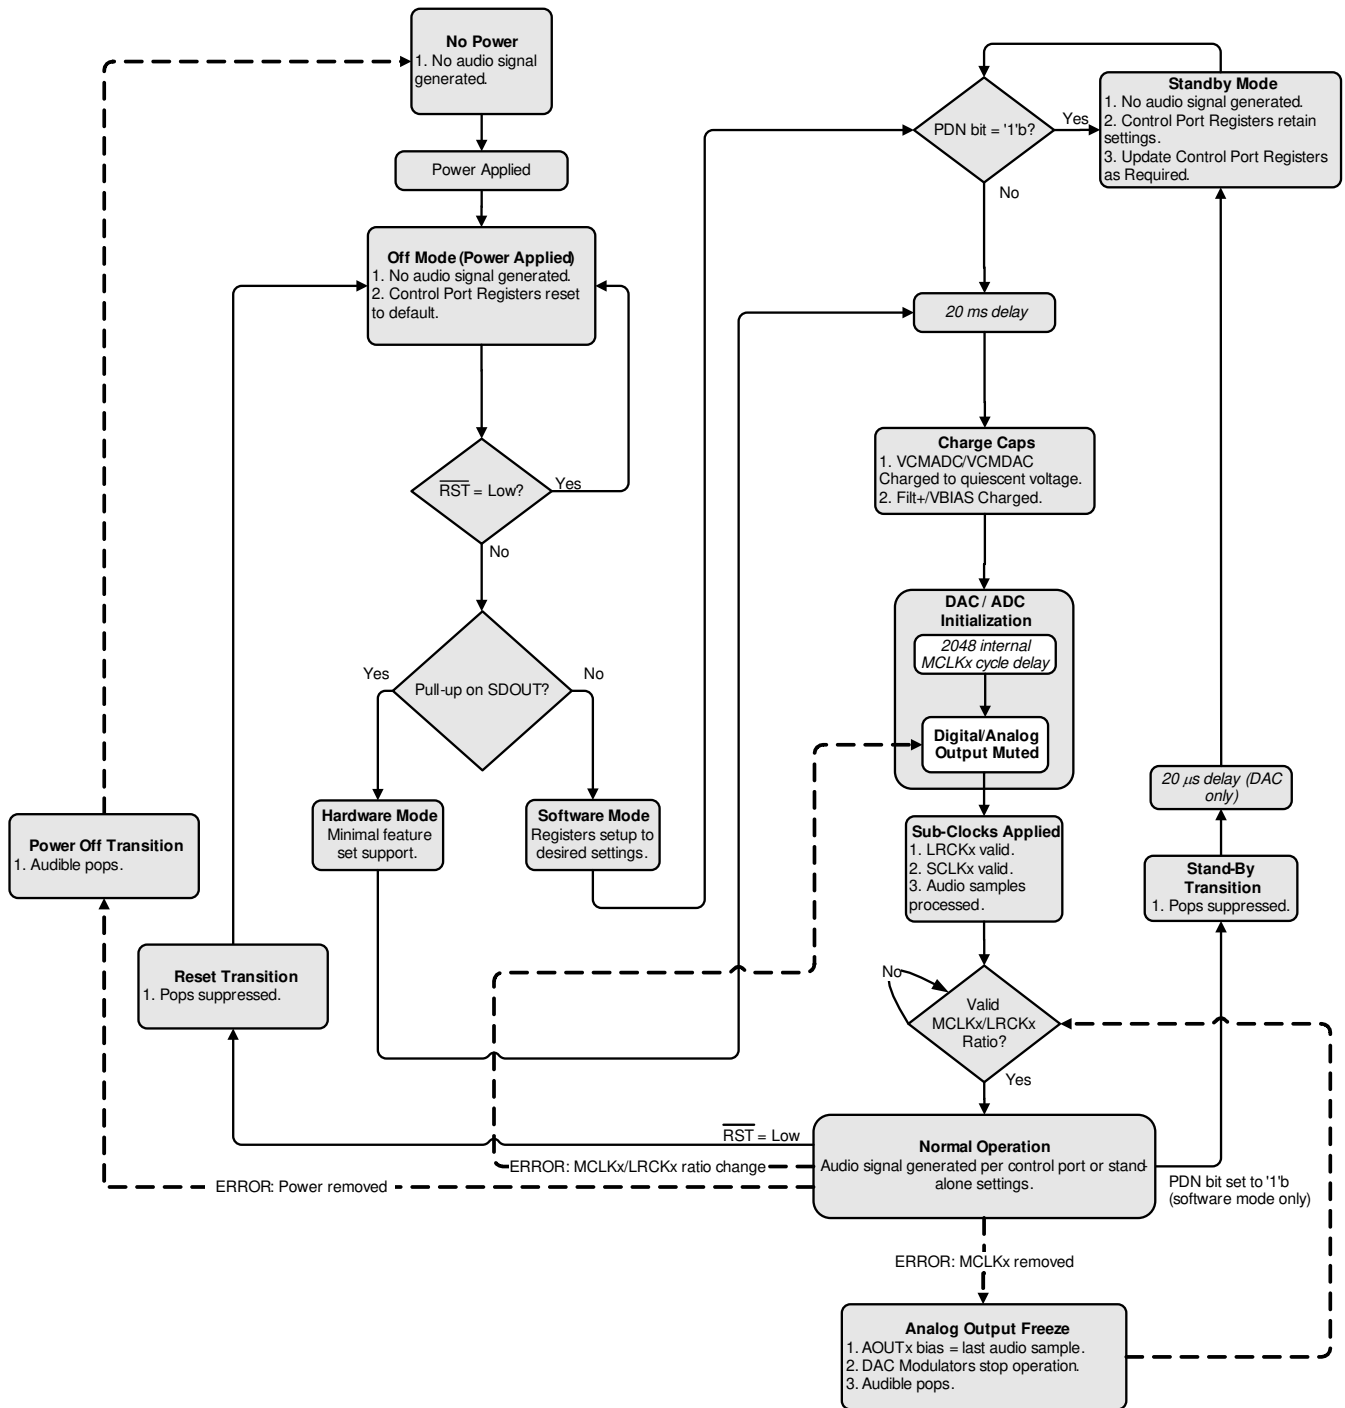 No Power
1. No audio signal
generated.
Power Applied
Off Mode (Power Applied)
1. No audio signal generated.
2. Control Port Registers reset
to default.
RST = Low?
Yes
No
Pull-up on SDOUT?
Yes
No
Hardware Mode
Minimal feature
set support.
Software Mode
Registers setup to
desired settings.
Power Off Transition
1. Audible pops.
Reset Transition
1. Pops suppressed.
PDN bit = '1'b?
Yes
No
Standby Mode
1. No audio signal generated.
2. Control Port Registers retain
settings.
3. Update Control Port Registers
as Required.
20 ms delay
Charge Caps
1. VCMADC/VCMDAC
Charged to quiescent voltage.
2. Filt+/VBIAS Charged.
DAC / ADC
Initialization
2048 internal
MCLKx cycle delay
Digital/Analog
Output Muted
Sub-Clocks Applied
1. LRCKx valid.
2. SCLKx valid.
3. Audio samples
processed.
20 μs delay (DAC
only)
Stand-By
Transition
1. Pops suppressed.
No
Valid
MCLKx/LRCKx
Ratio?
Yes
RST = Low
ERROR: MCLKx/LRCKx ratio change
ERROR: Power removed
Normal Operation
Audio signal generated per control port or stand-
alone settings.
PDN bit set to '1'b
(software mode only)
ERROR: MCLKx removed
Analog Output Freeze
1. AOUTx bias = last audio sample.
2. DAC Modulators stop operation.
3. Audible pops.